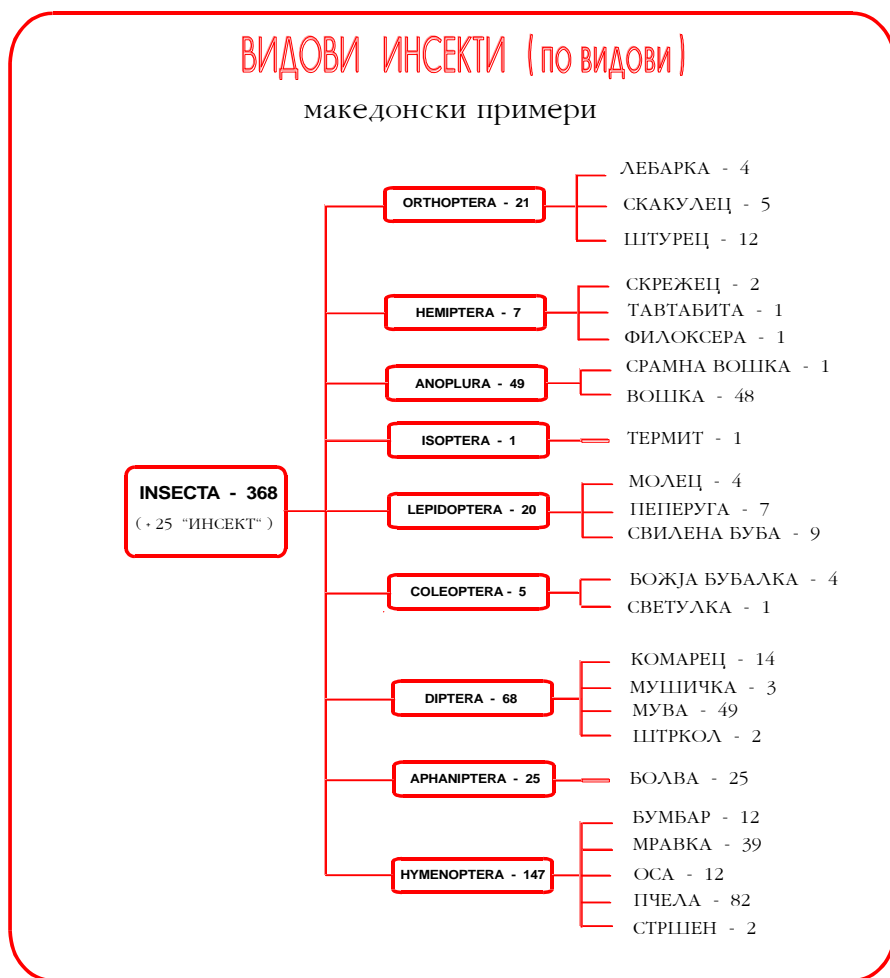 ВИДОВИ ИНСЕКТИ (по видови)
македонски примери
INSECTA - 368
( + 25 “ИНСЕКТ“ )
ORTHOPTERA - 21
ЛЕБАРКА - 4
СКАКУЛЕЦ - 5
ШТУРЕЦ - 12
HEMIPTERA - 7
СКРЕЖЕЦ - 2
ТАВТАБИТА - 1
ФИЛОКСЕРА - 1
ANOPLURA - 49
СРАМНА ВОШКА - 1
ВОШКА - 48
ISOPTERA - 1
ТЕРМИТ - 1
LEPIDOPTERA - 20
МОЛЕЦ - 4
ПЕПЕРУГА - 7
СВИЛЕНА БУБА - 9
COLEOPTERA - 5
БОЖЈА БУБАЛКА - 4
СВЕТУЛКА - 1
DIPTERA - 68
КОМАРЕЦ - 14
МУШИЧКА - 3
МУВА - 49
ШТРКОЛ - 2
APHANIPTERA - 25
БОЛВА - 25
HYMENOPTERA - 147
БУМБАР - 12
МРАВКА - 39
ОСА - 12
ПЧЕЛА - 82
СТРШЕН - 2